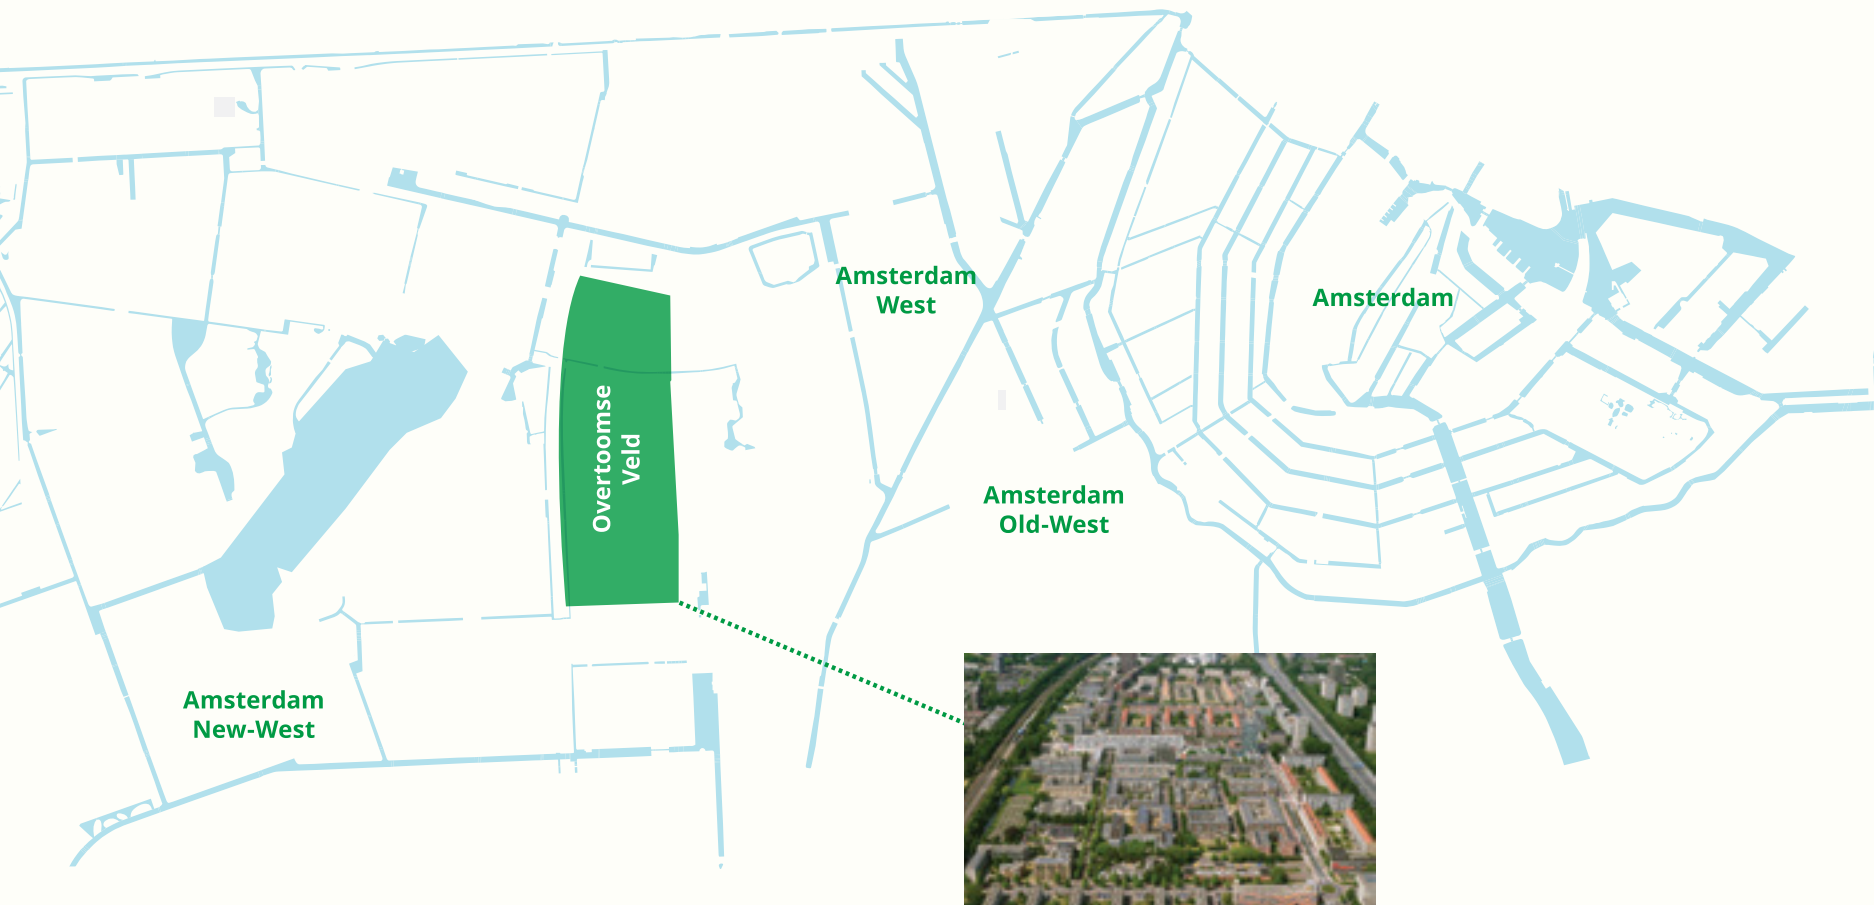 Amsterdam
West
Amsterdam
Overtoomse
Veld
Amsterdam
Old-West
Amsterdam
New-West